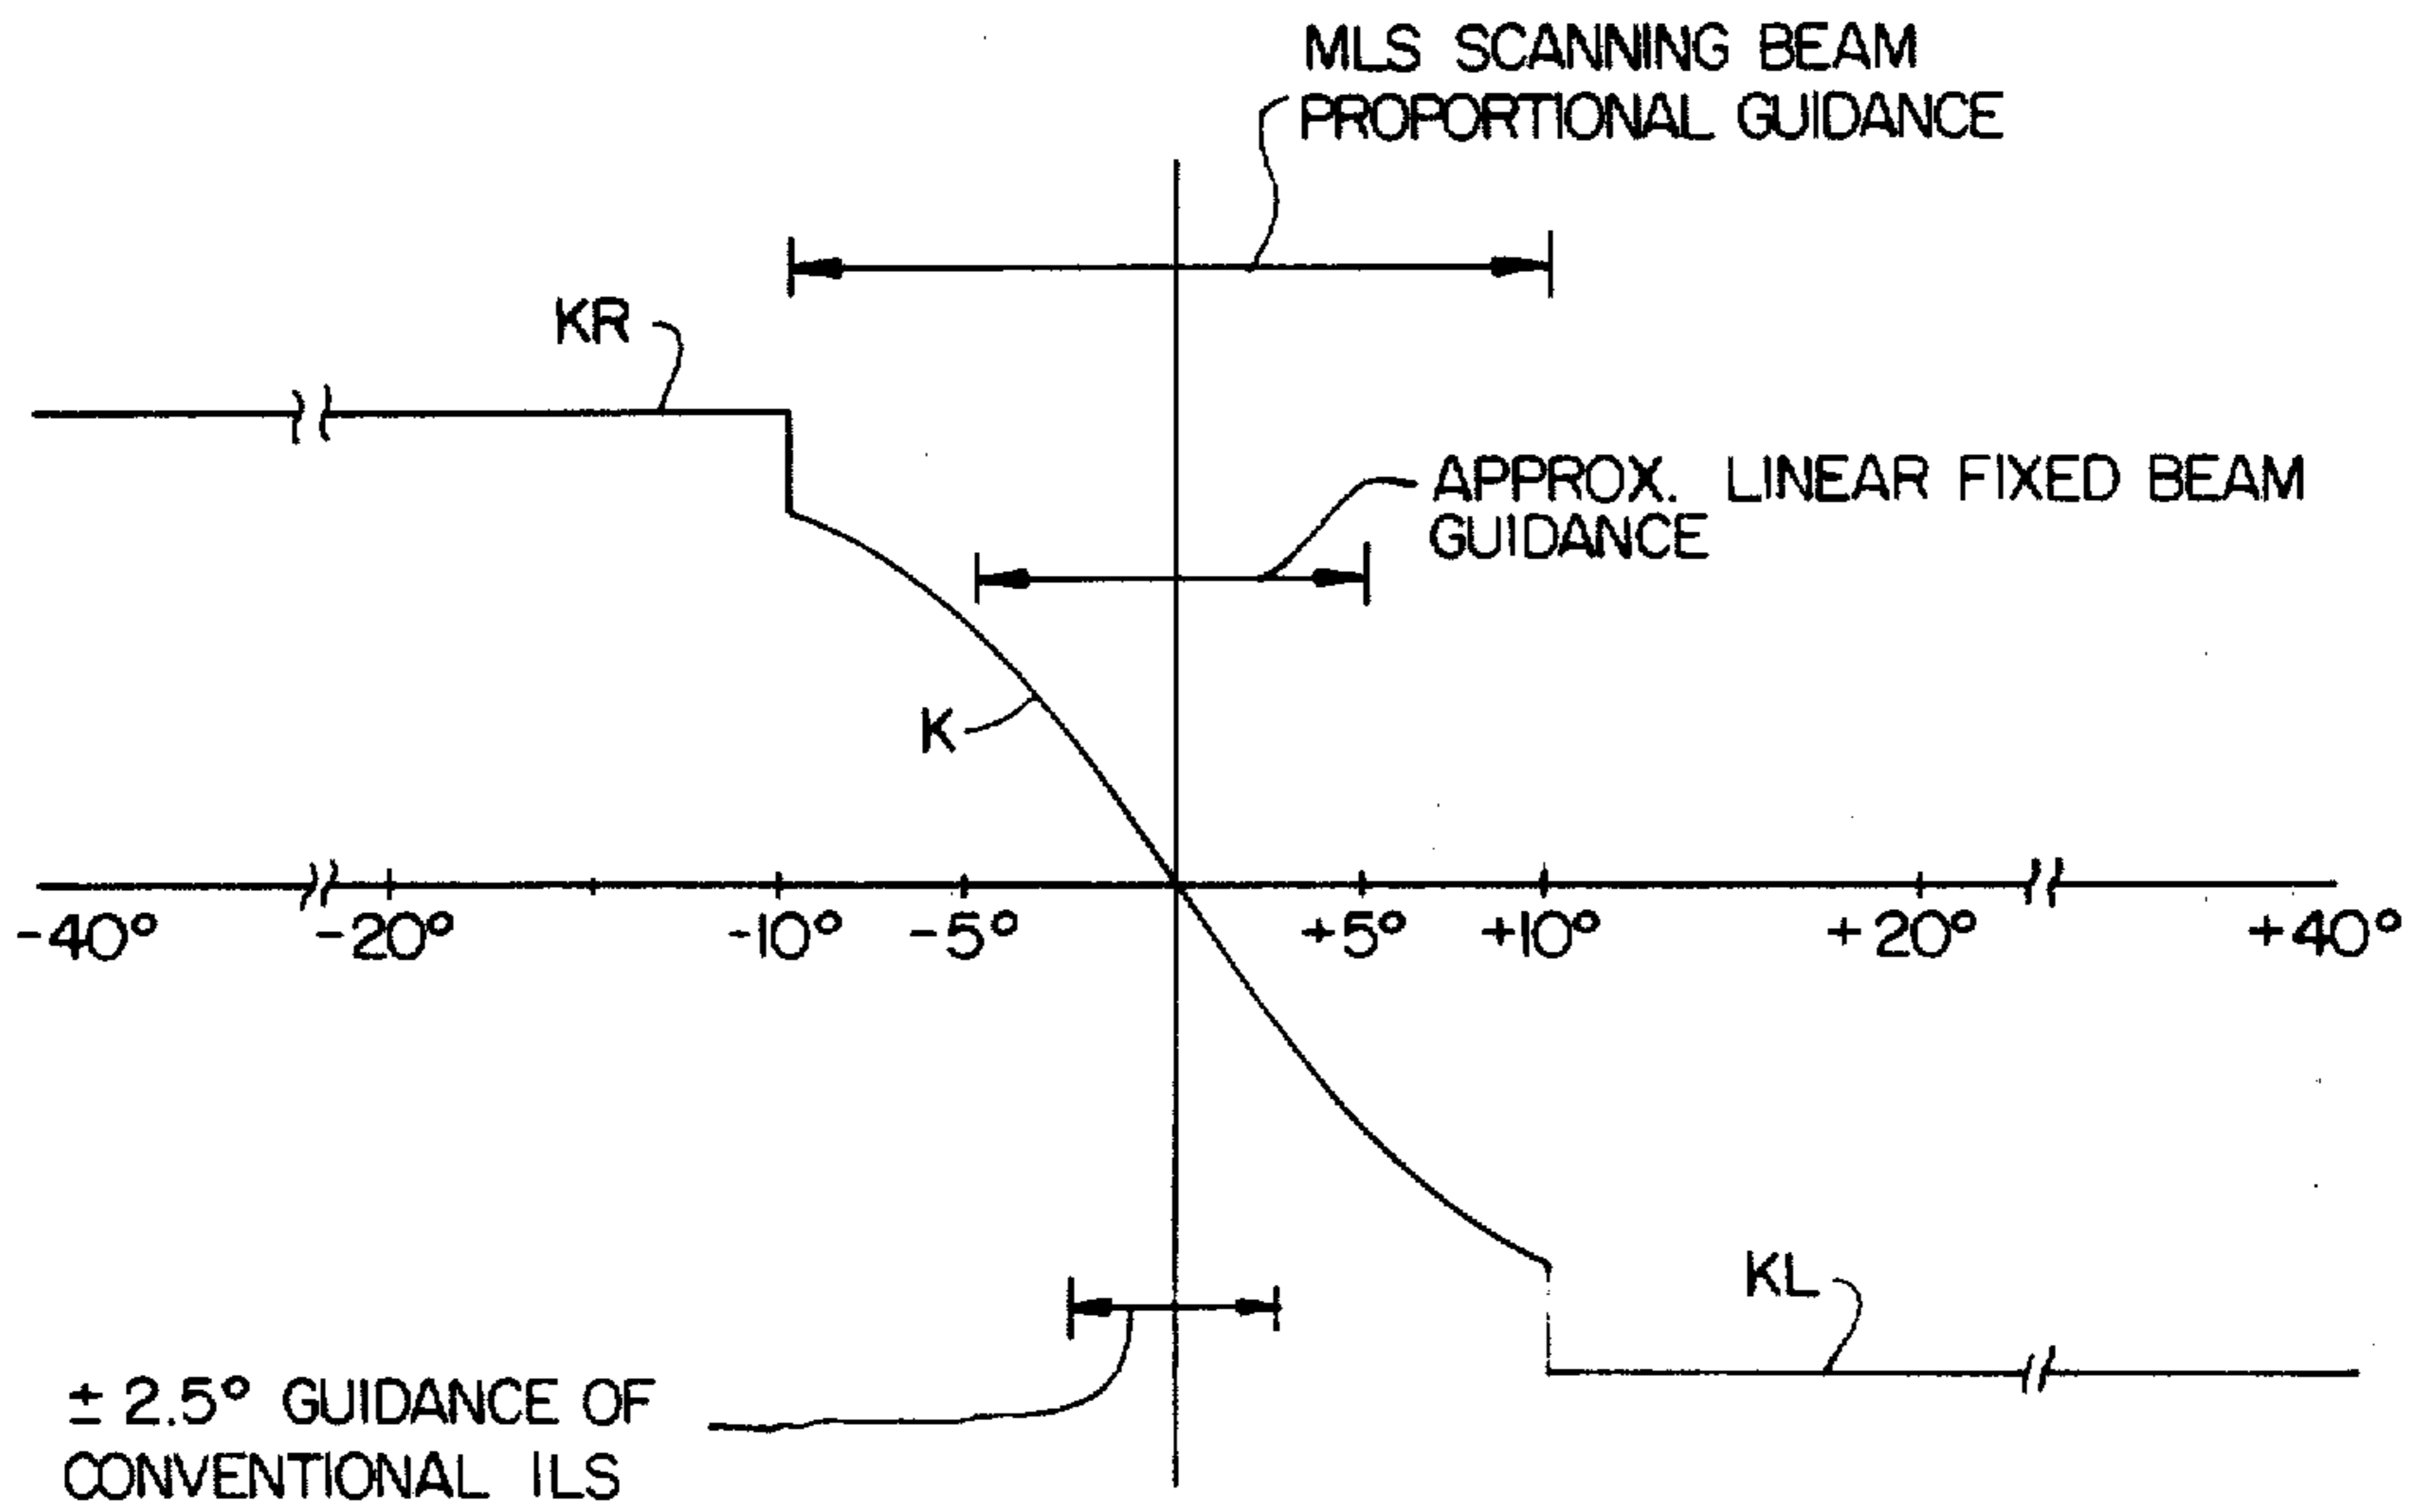 MLS SCANNING BEAM
PROPORTIONAL GUIDANCE
KR
APPROX. LINEAR FIXED BEAM
GUIDANCE
K
-40° -20° -10° -5° +5° +10° +20° +40°
KL
± 2.5° GUIDANCE OF
CONVENTIONAL ILS